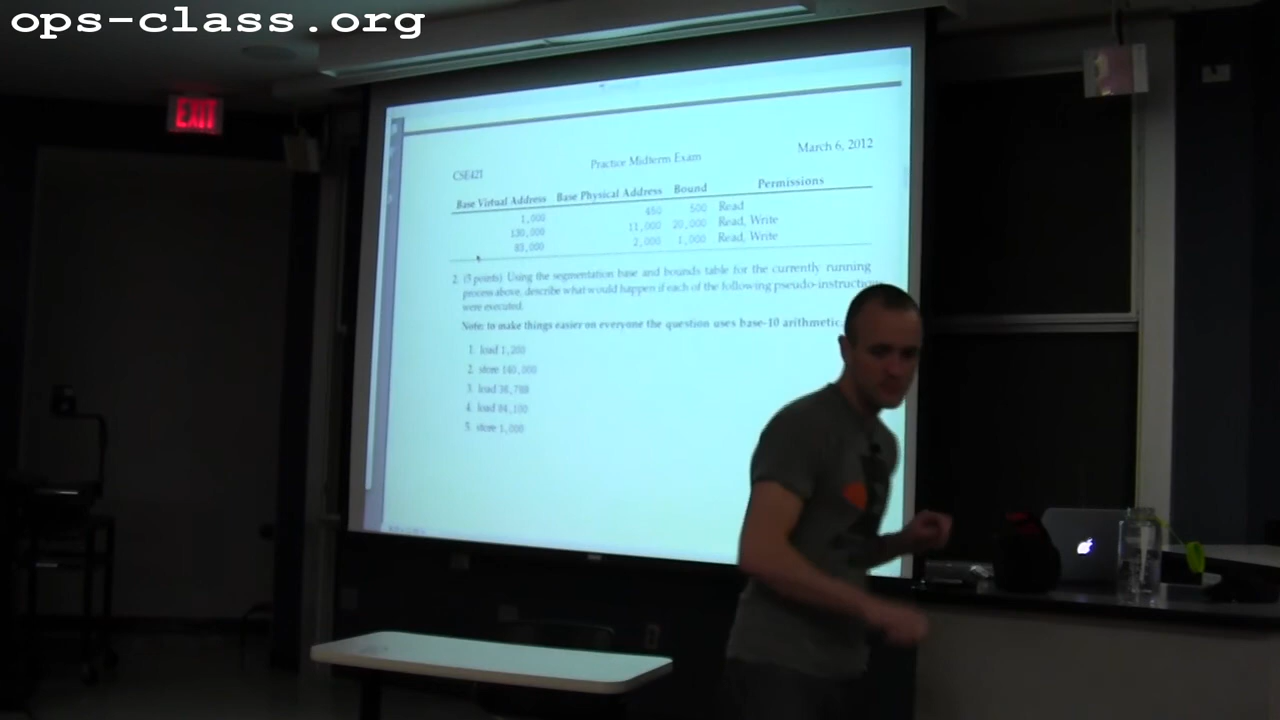 ops-class.org
EXIT
CSE421 Practice Midterm Exam March 6, 2012
Base Virtual Address Base Physical Address Bound Permissions
1,000 450 500 Read
130,000 11,000 20,000 Read, Write
83,000 2,000 1,000 Read, Write
2. (5 points) Using the segmentation base and bounds table for the currently running
process above, describe what would happen if each of the following pseudo-instructions
were executed.
Note: to make things easier on everyone the question uses base-10 arithmetic.
1. load 1,200
2. store 140,000
3. load
4. load 84,100
5. store 1,000